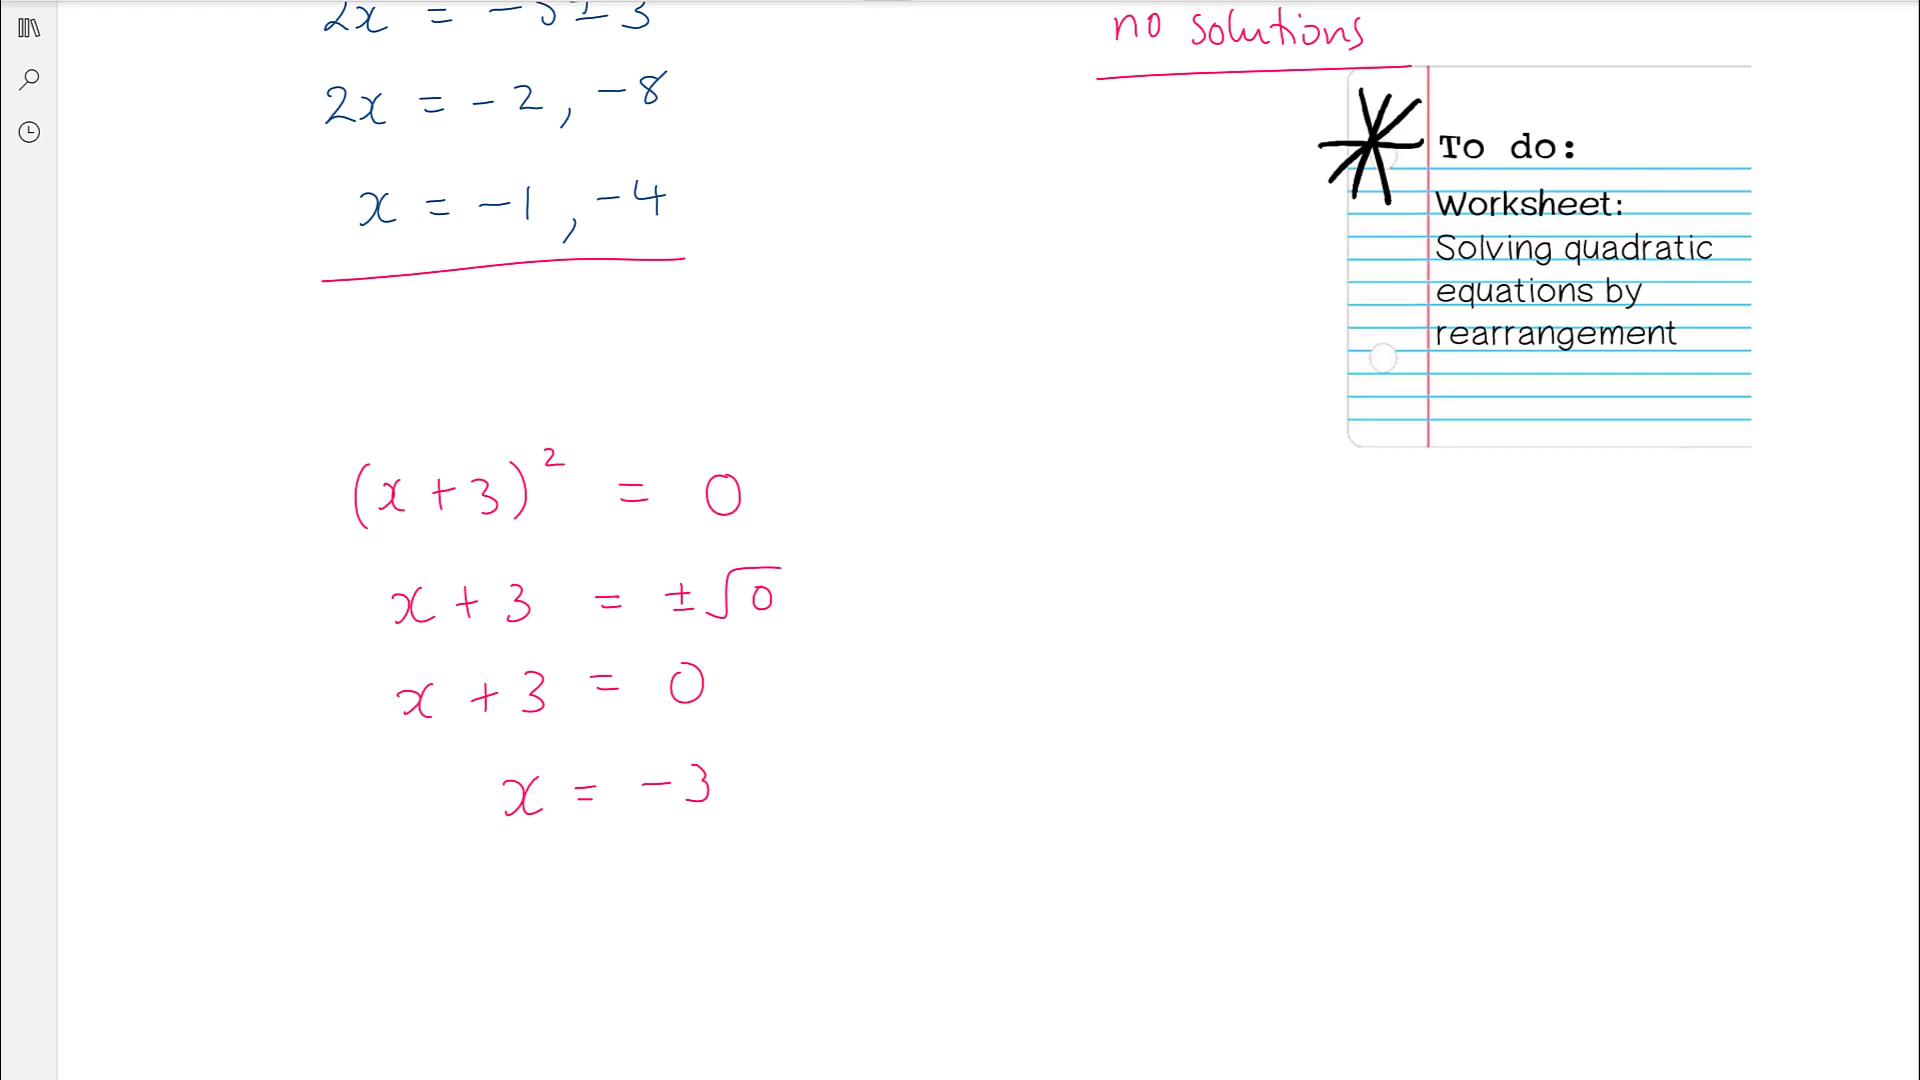 2x = -5 ± 3
2x = -2, -8
x = -1, -4
no solutions
To do:
Worksheet:
Solving quadratic
equations by
rearrangement
(x + 3)² = 0
x + 3 = ±√0
x + 3 = 0
x = -3